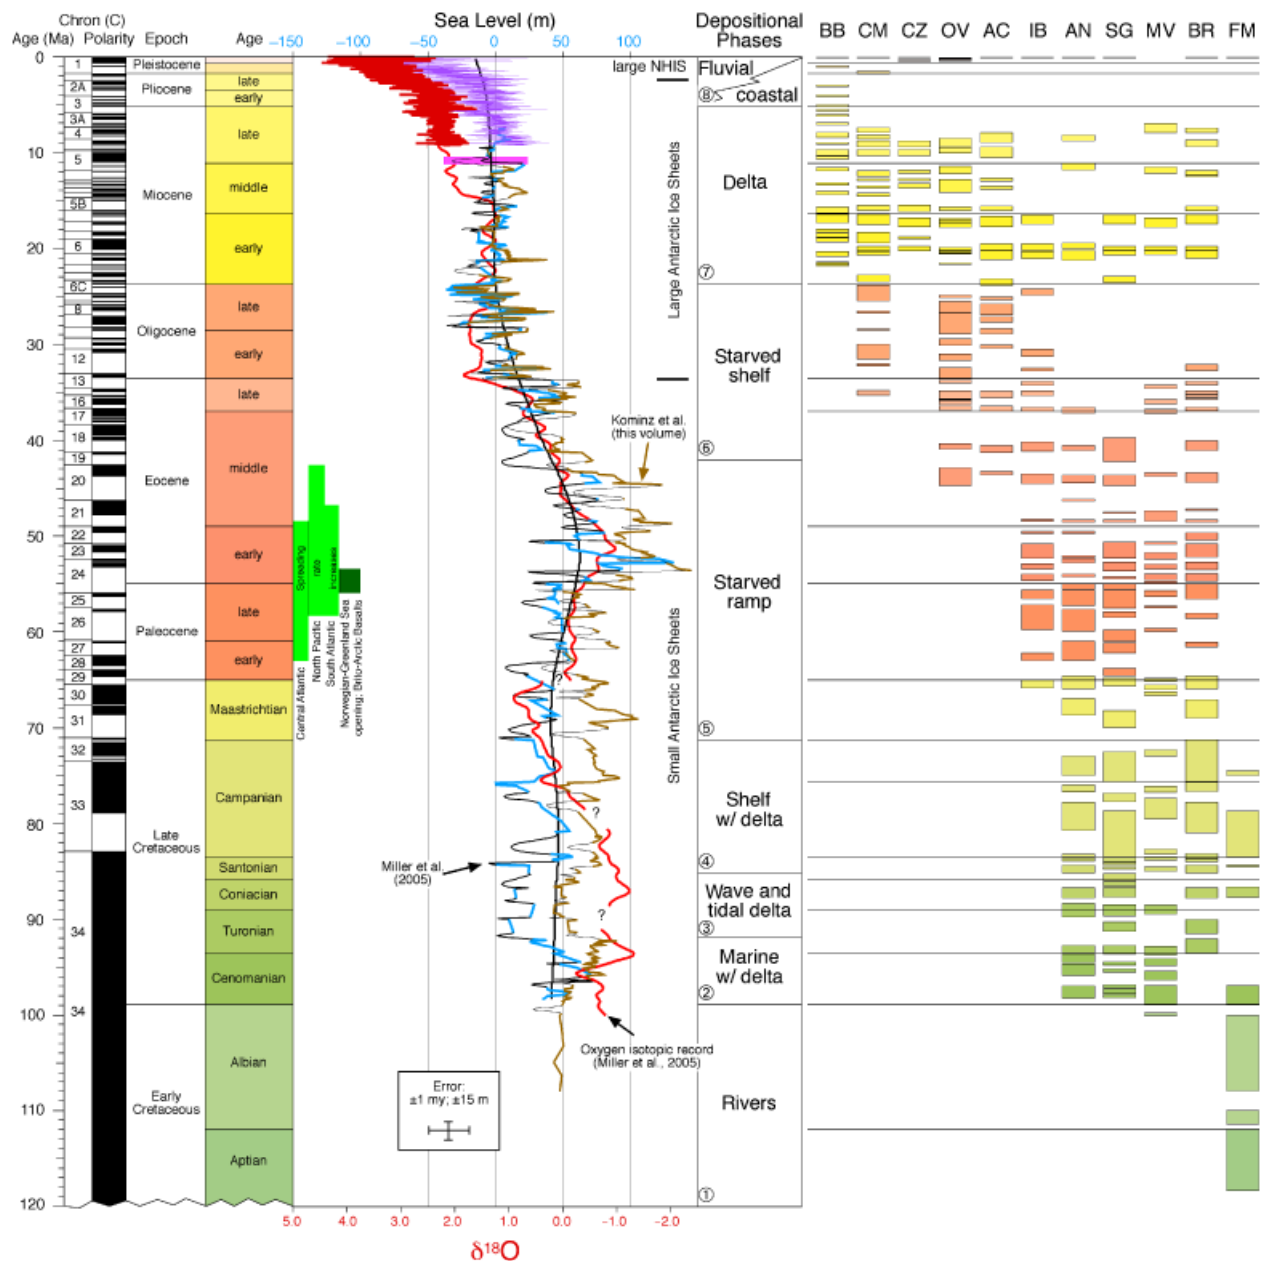 Chron (C)
Age (Ma) Polarity Epoch Age
Sea Level (m)
−150 −100 −50 0 50 100
Depositional
Phases
BB CM CZ OV AC IB AN SG MV BR FM
0
10
20
30
40
50
60
70
80
90
100
110
120
1
2A
3
3A
4
5
5B
6
6C
8
12
13
16
17
18
19
20
21
22
23
24
25
26
27
28
29
30
31
32
33
34
34
Pleistocene
Pliocene
Miocene
Oligocene
Eocene
Paleocene
Late
Cretaceous
Early
Cretaceous
late
early
late
middle
early
late
early
late
middle
early
late
early
Maastrichtian
Campanian
Santonian
Coniacian
Turonian
Cenomanian
Albian
Aptian
Spreading
rate
increases
Central Atlantic
North Pacific
South Atlantic
Norwegian-Greenland Sea
opening; Brito-Arctic Basalts
large NHIS
Large Antarctic Ice Sheets
Small Antarctic Ice Sheets
Kominz et al.
(this volume)
?
?
?
Miller et al.
(2005)
Oxygen isotopic record
(Miller et al., 2005)
Error:
±1 my; ±15 m
Fluvial
⑧ coastal
Delta
⑦
Starved
shelf
⑥
Starved
ramp
⑤
Shelf
w/ delta
④
Wave and
tidal delta
③
Marine
w/ delta
②
Rivers
①
5.0 4.0 3.0 2.0 1.0 0.0 −1.0 −2.0
δ18O